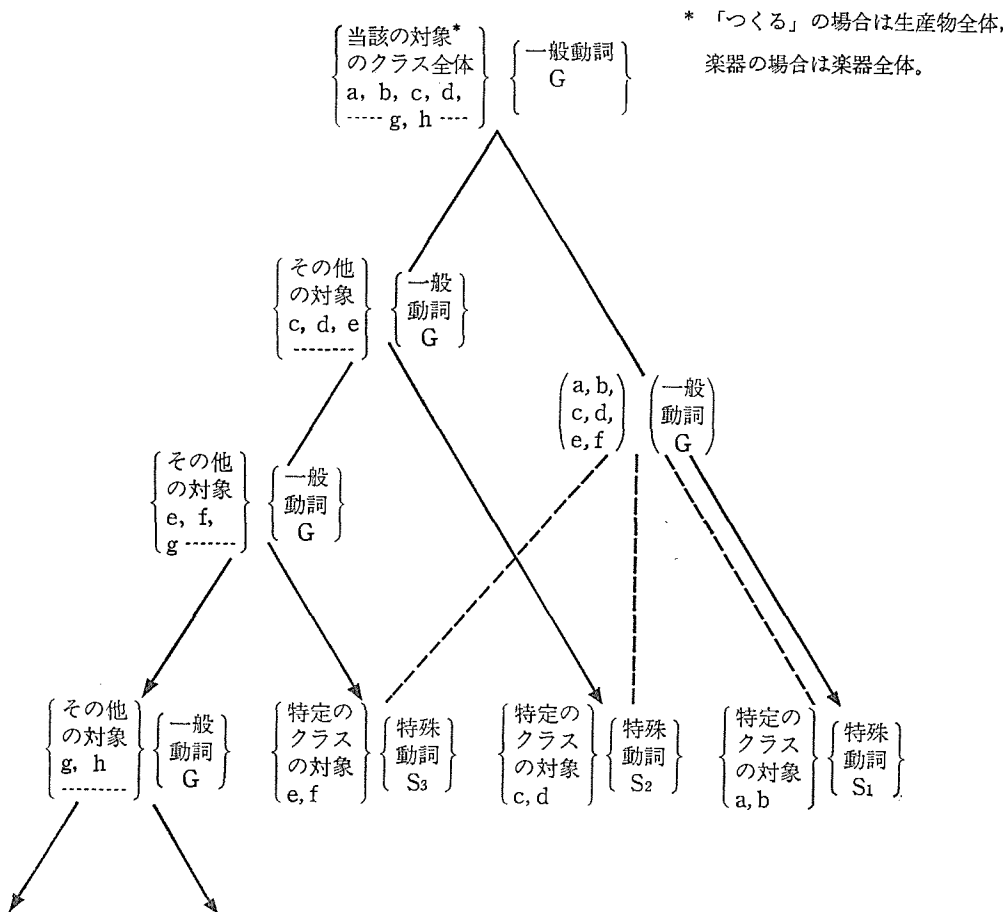 * 「つくる」の場合は生産物全体,
楽器の場合は楽器全体。
当該の対象*
のクラス全体
a, b, c, d,
----- g, h ----
一般動詞
G
その他
の対象
c, d, e
--------
一般
動詞
G
a, b,
c, d,
e, f
一般
動詞
G
その他
の対象
e, f,
g -------
一般
動詞
G
その他
の対象
g, h
--------
一般
動詞
G
特定の
クラス
の対象
e, f
特殊
動詞
S₃
特定の
クラス
の対象
c, d
特殊
動詞
S₂
特定の
クラス
の対象
a, b
特殊
動詞
S₁